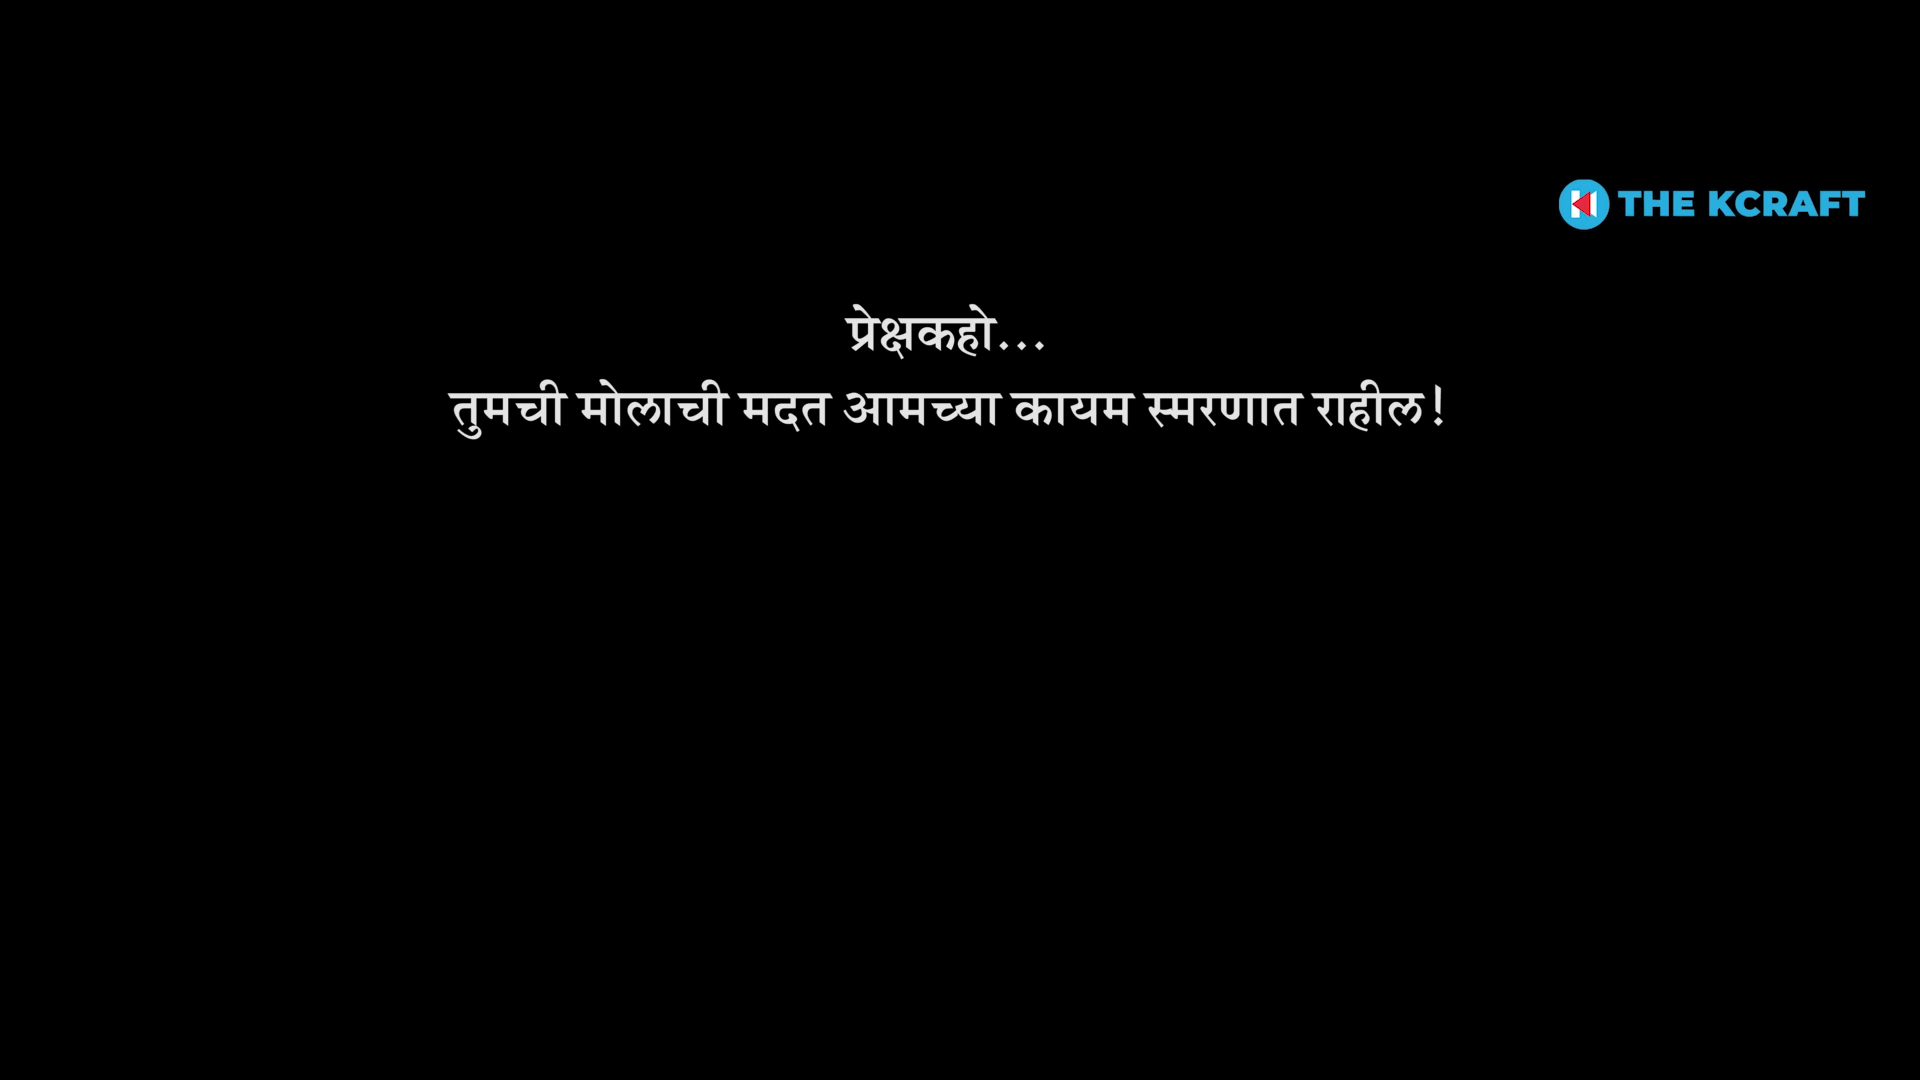 THE KCRAFT
प्रेक्षकहो...
तुमची मोलाची मदत आमच्या कायम स्मरणात राहील!